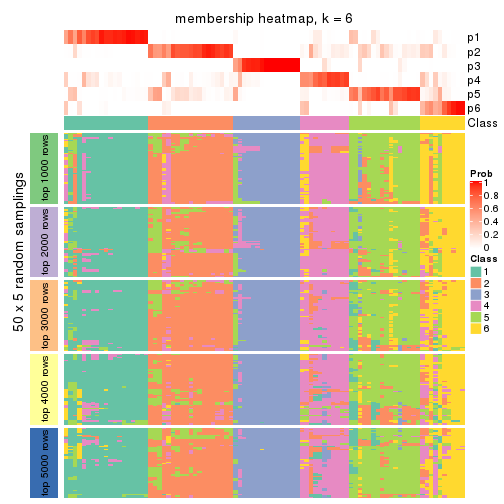 membership heatmap, k = 6
p1
p2
p3
p4
p5
p6
Class
50 x 5 random samplings
top 1000 rows
top 2000 rows
top 3000 rows
top 4000 rows
top 5000 rows
Prob
1
0.8
0.6
0.4
0.2
0
Class
1
2
3
4
5
6